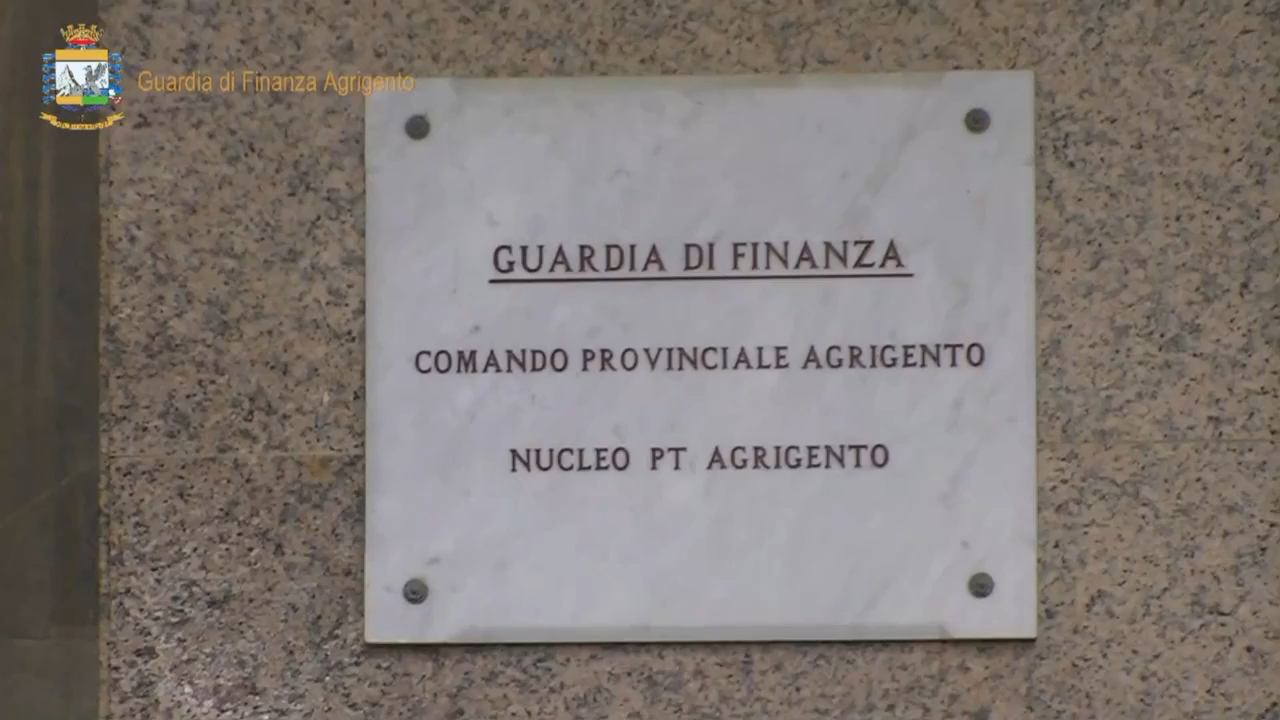 Guardia di Finanza Agrigento
GUARDIA DI FINANZA
COMANDO PROVINCIALE AGRIGENTO
NUCLEO PT AGRIGENTO